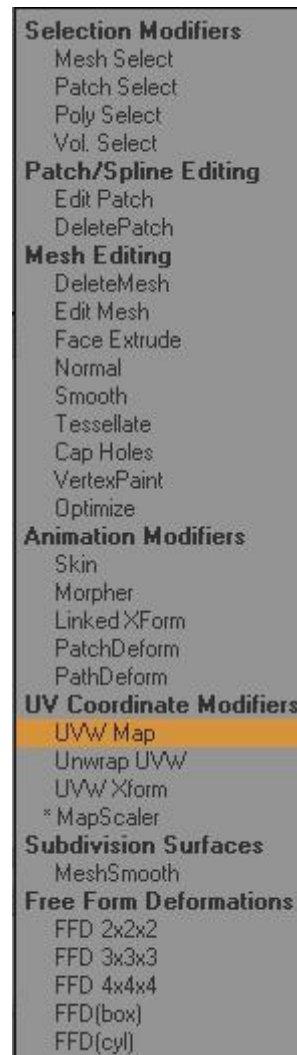 Selection Modifiers
Mesh Select
Patch Select
Poly Select
Vol. Select
Patch/Spline Editing
Edit Patch
DeletePatch
Mesh Editing
DeleteMesh
Edit Mesh
Face Extrude
Normal
Smooth
Tessellate
Cap Holes
VertexPaint
Optimize
Animation Modifiers
Skin
Morpher
Linked XForm
PatchDeform
PathDeform
UV Coordinate Modifiers
UVW Map
Unwrap UVW
UVW Xform
* MapScaler
Subdivision Surfaces
MeshSmooth
Free Form Deformations
FFD 2x2x2
FFD 3x3x3
FFD 4x4x4
FFD(box)
FFD(cyl)